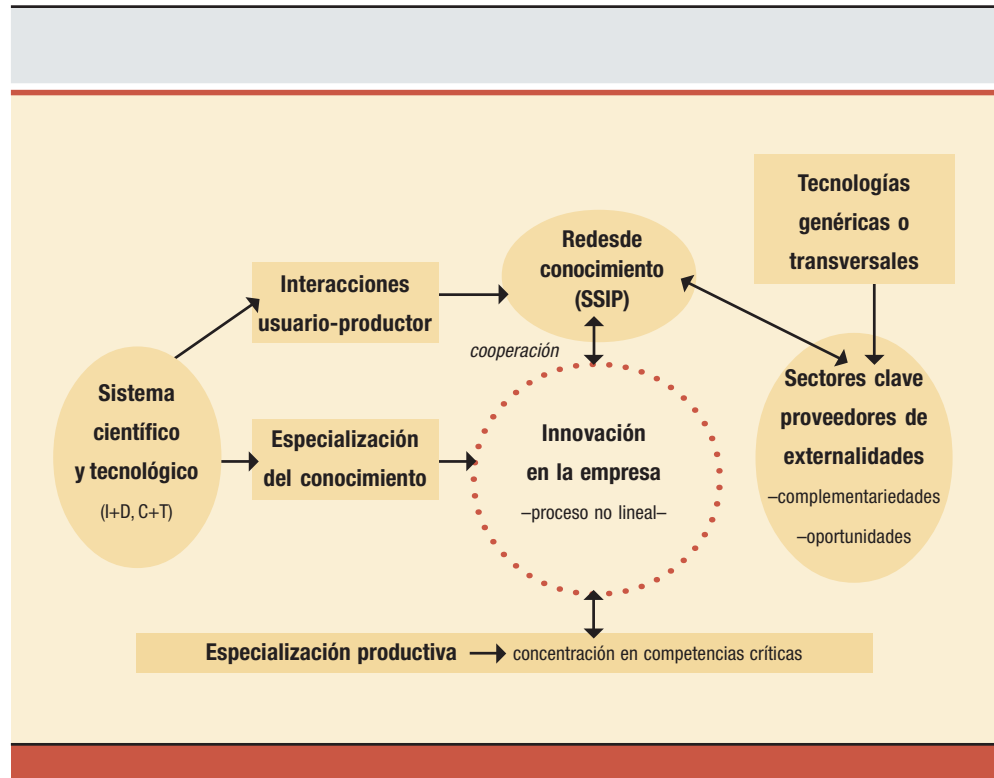 Tecnologías
genéricas o
transversales
Redesde
conocimiento
(SSIP)
Interacciones
usuario-productor
cooperación
Sistema
científico
y tecnológico
(I+D, C+T)
Especialización
del conocimiento
Innovación
en la empresa
–proceso no lineal–
Sectores clave
proveedores de
externalidades
–complementariedades
–oportunidades
Especialización productiva concentración en competencias críticas